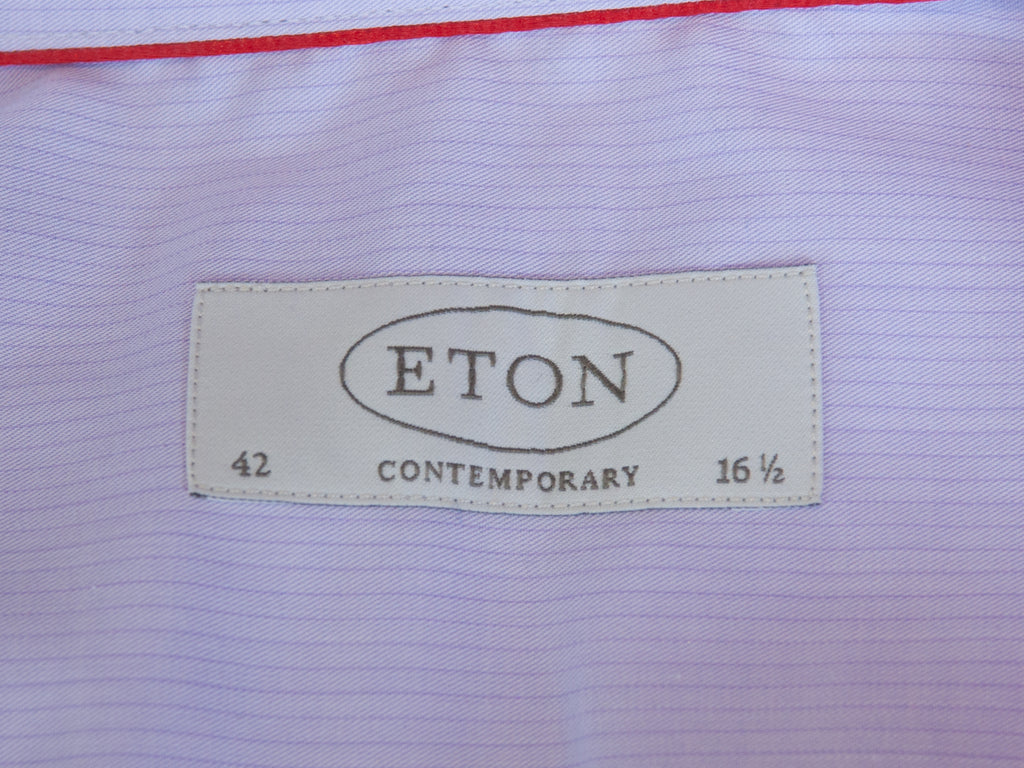 ETON
42 CONTEMPORARY 16 ½